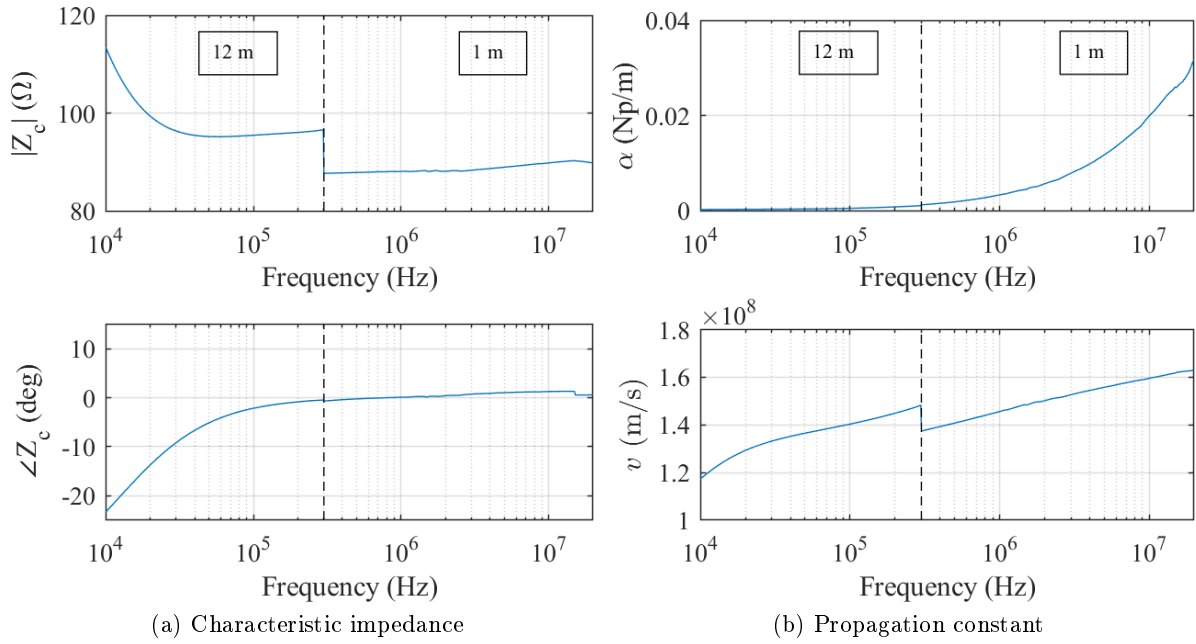 120
100
80
|Z_c| (Ω)
12 m
1 m
10^4
10^5
10^6
10^7
Frequency (Hz)
0.04
0.02
0
α (Np/m)
12 m
1 m
10^4
10^5
10^6
10^7
Frequency (Hz)
10
0
-10
-20
∠Z_c (deg)
10^4
10^5
10^6
10^7
Frequency (Hz)
×10^8
1.8
1.6
1.4
1.2
1
v (m/s)
10^4
10^5
10^6
10^7
Frequency (Hz)
(a) Characteristic impedance
(b) Propagation constant